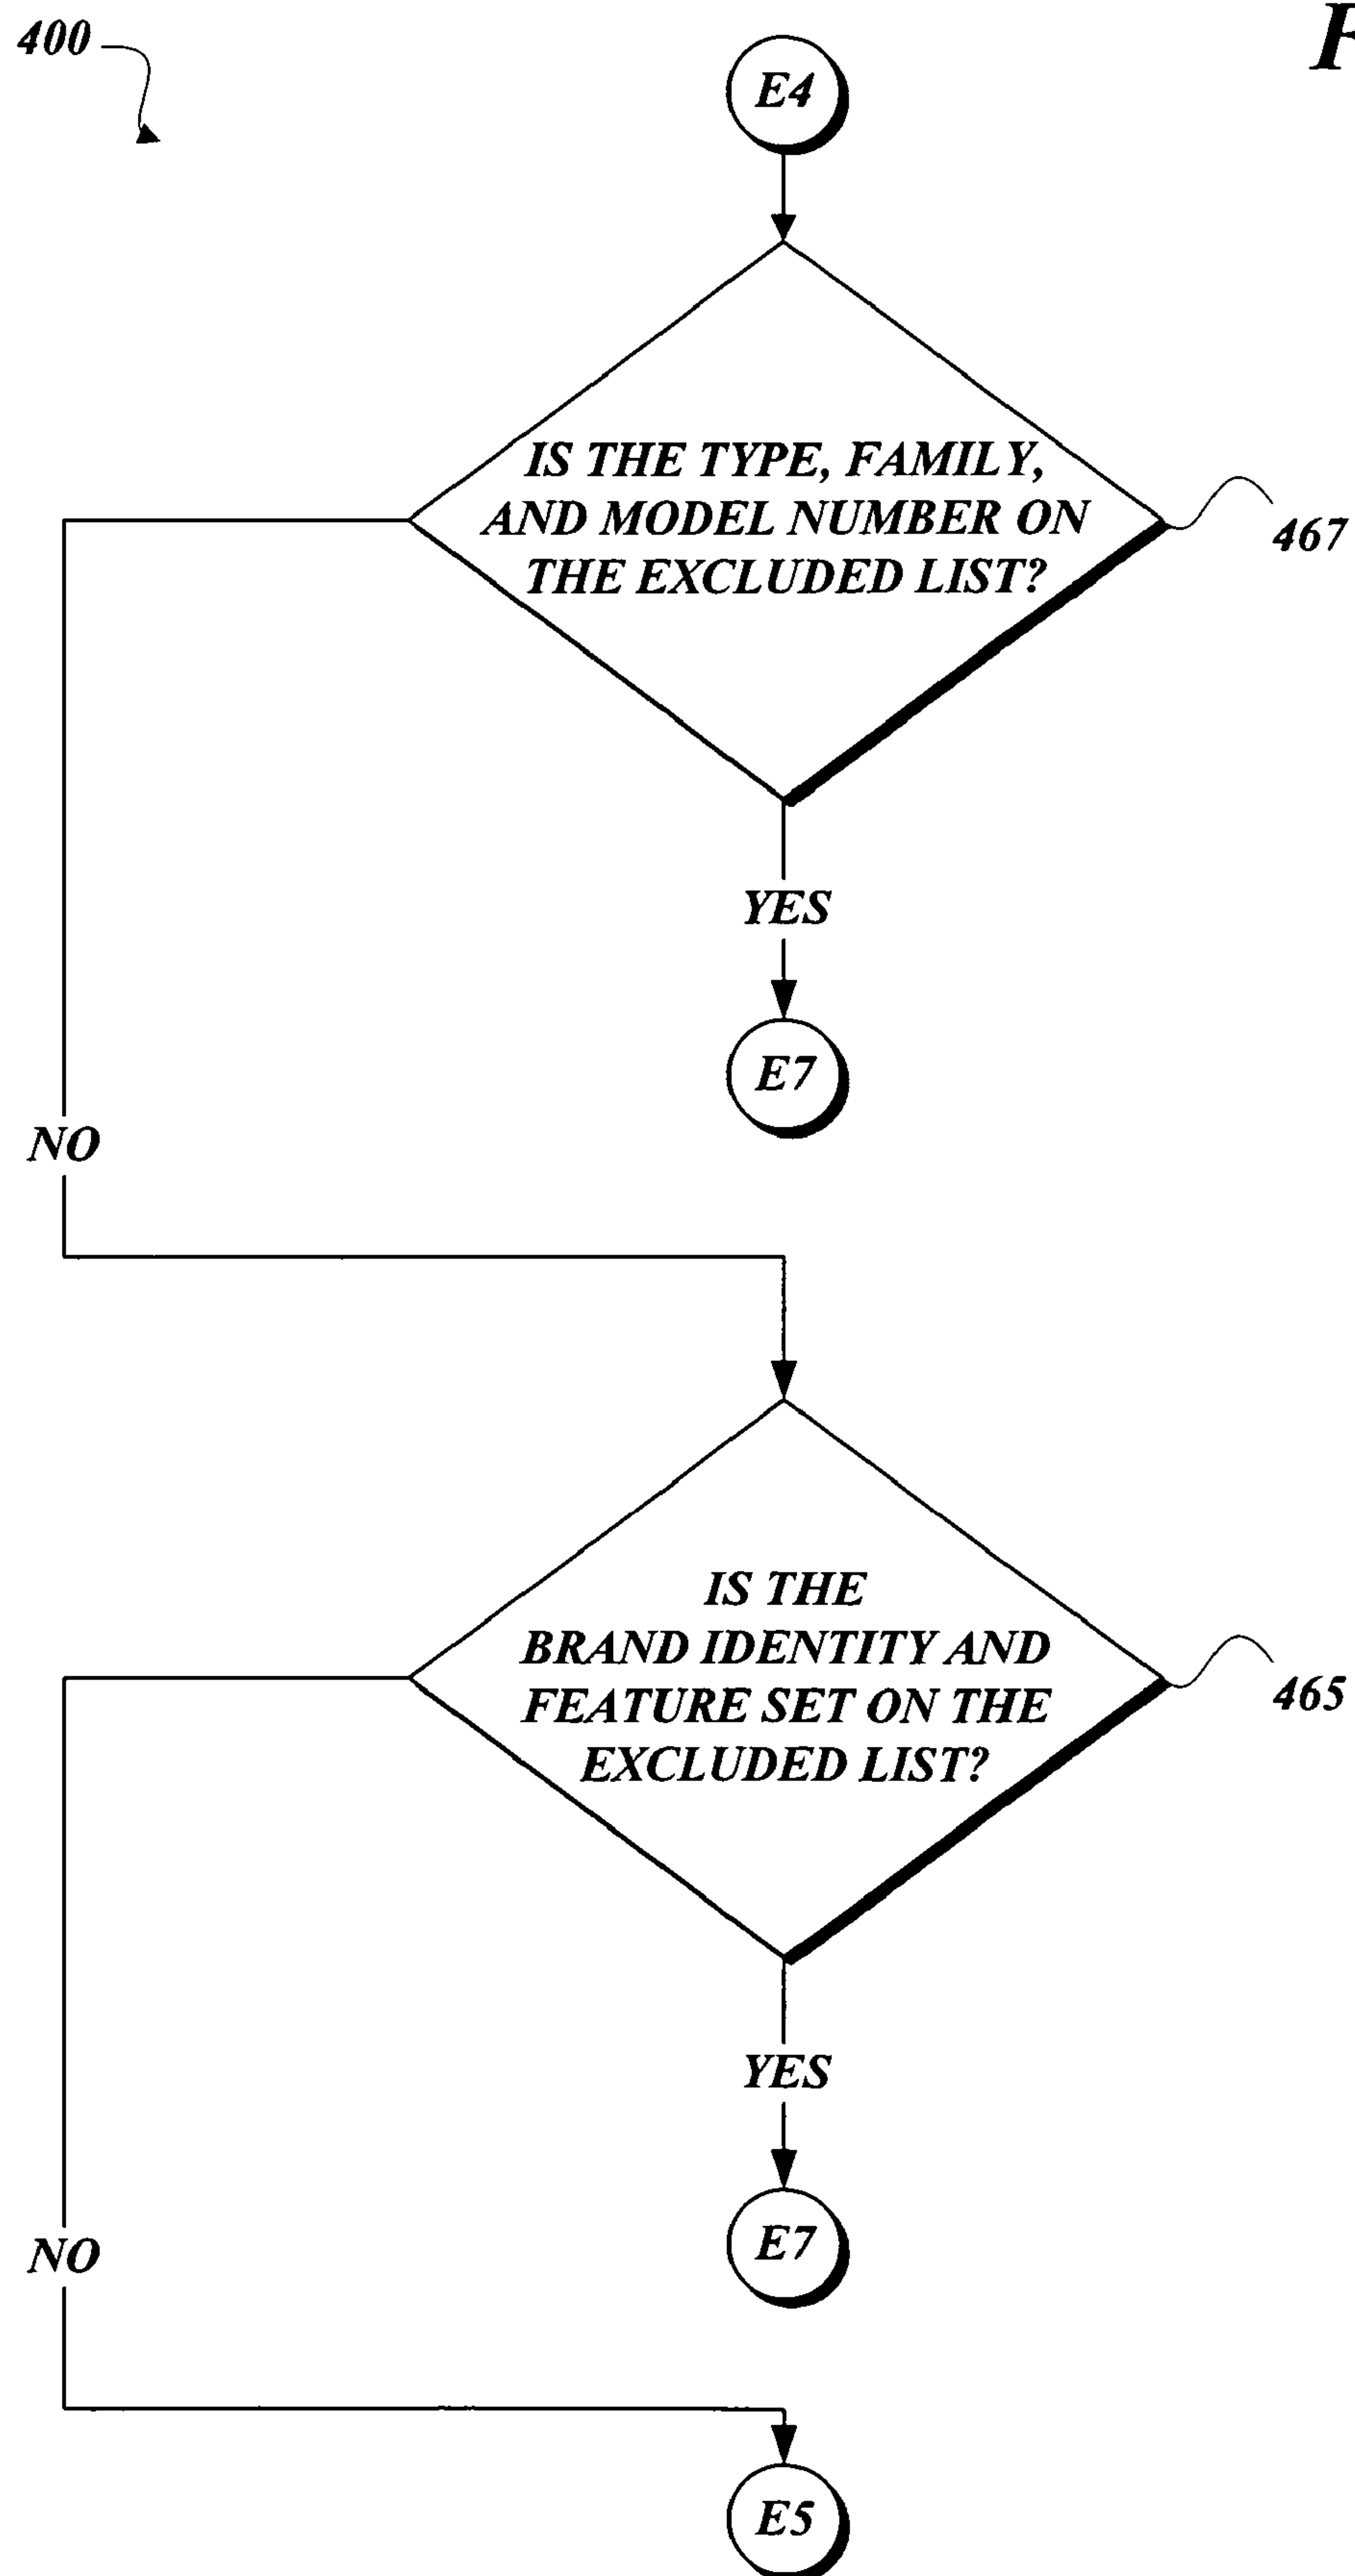 400
E4
IS THE TYPE, FAMILY,
AND MODEL NUMBER ON
THE EXCLUDED LIST?
467
YES
E7
NO
IS THE
BRAND IDENTITY AND
FEATURE SET ON THE
EXCLUDED LIST?
465
YES
E7
NO
E5